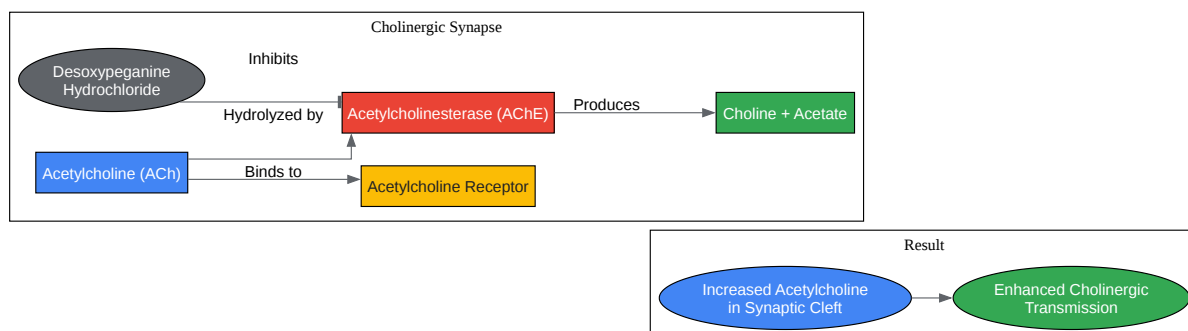 Cholinergic Synapse
Inhibits
Desoxypeganine
Hydrochloride
Hydrolyzed by
Acetylcholinesterase (AChE)
Produces
Choline + Acetate
Acetylcholine (ACh)
Binds to
Acetylcholine Receptor
Result
Increased Acetylcholine
in Synaptic Cleft
Enhanced Cholinergic
Transmission